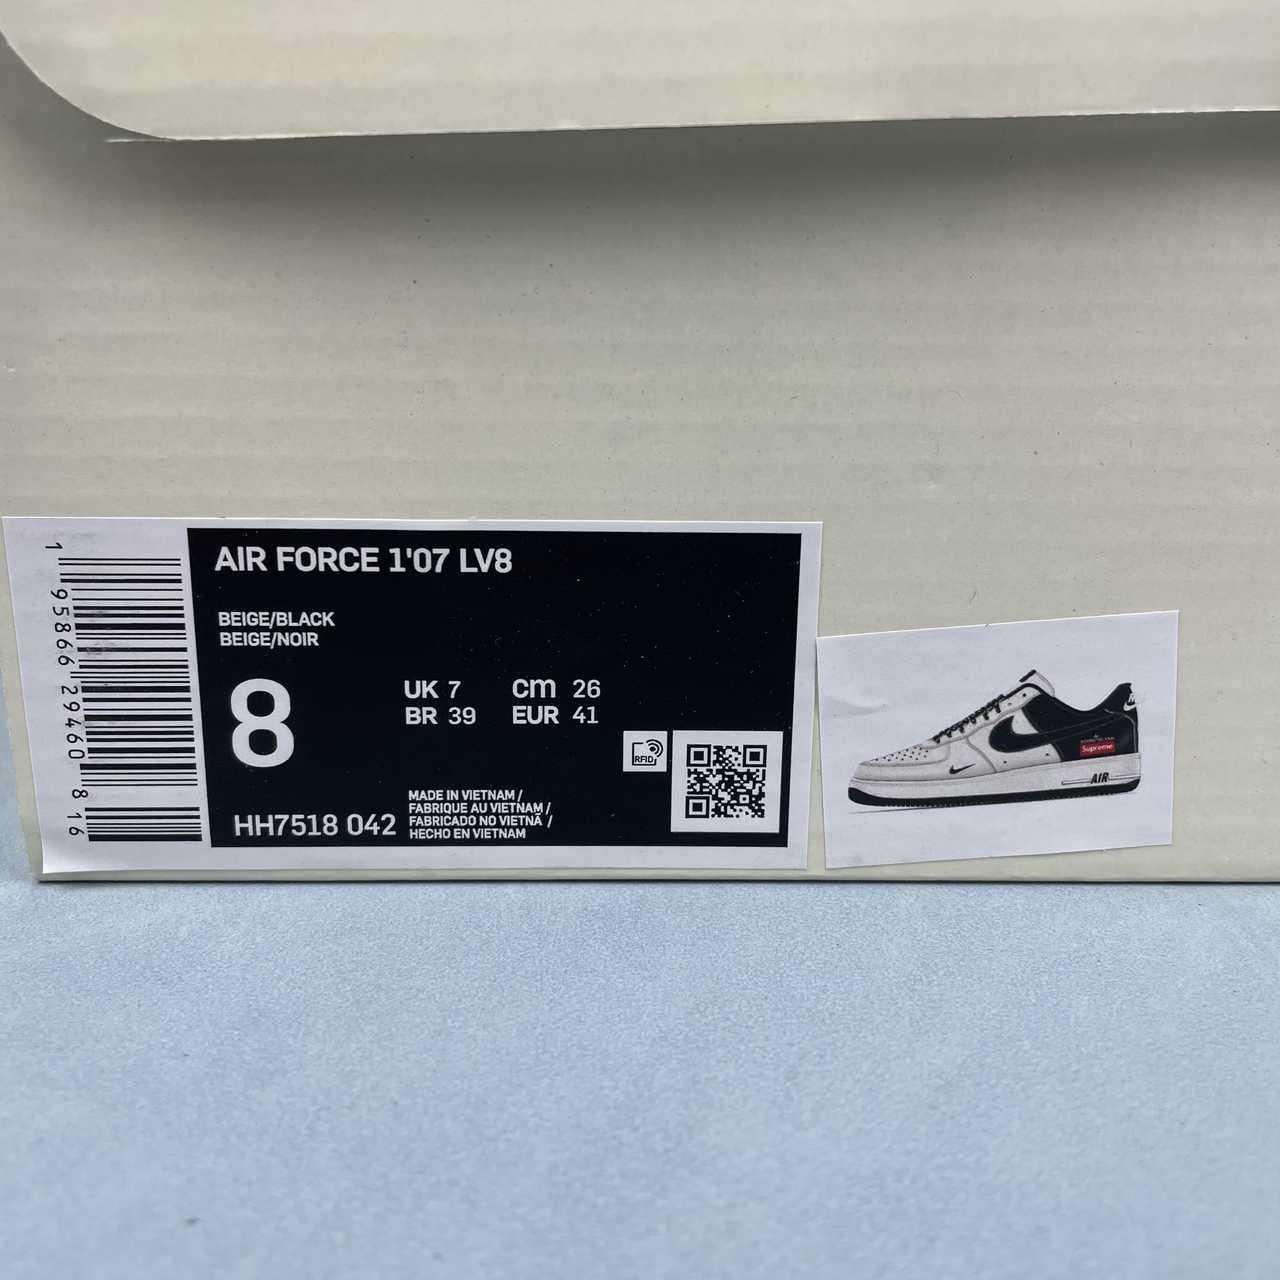 AIR FORCE 1'07 LV8
BEIGE/BLACK
BEIGE/NOIR
8
UK 7 cm 26
BR 39 EUR 41
RFID
HH7518 042
MADE IN VIETNAM /
FABRIQUE AU VIETNAM /
FABRICADO NO VIETNÃ /
HECHO EN VIETNAM
1 95866 29460 8 16
Supreme
AIR